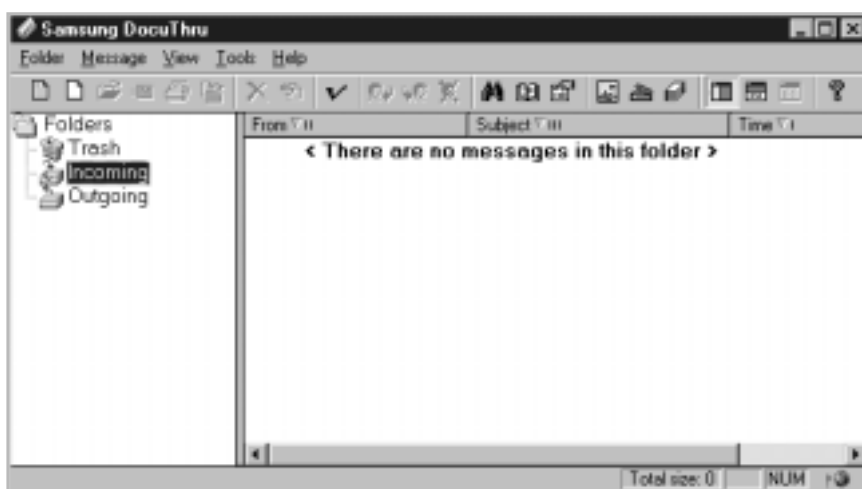 Samsung DocuThru
Folder Message View Tools Help
Folders
Trash
Incoming
Outgoing
From Subject Time
< There are no messages in this folder >
Total size: 0 NUM